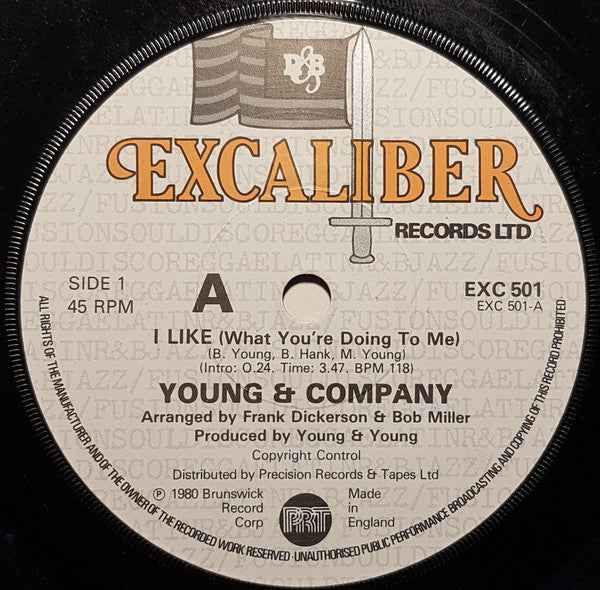 R&B
EXCALIBER
RECORDS LTD
SIDE 1
45 RPM
A
EXC 501
EXC 501-A
I LIKE (What You're Doing To Me)
(B. Young, B. Hank, M. Young)
(Intro: 0.24. Time: 3.47. BPM 118)
YOUNG & COMPANY
Arranged by Frank Dickerson & Bob Miller
Produced by Young & Young
Copyright Control
Distributed by Precision Records & Tapes Ltd
℗ 1980 Brunswick
Record
Corp
PRT
Made
in
England
ALL RIGHTS OF THE MANUFACTURER AND OF THE OWNER OF THE RECORDED WORK RESERVED · UNAUTHORISED PUBLIC PERFORMANCE BROADCASTING AND COPYING OF THIS RECORD PROHIBITED·